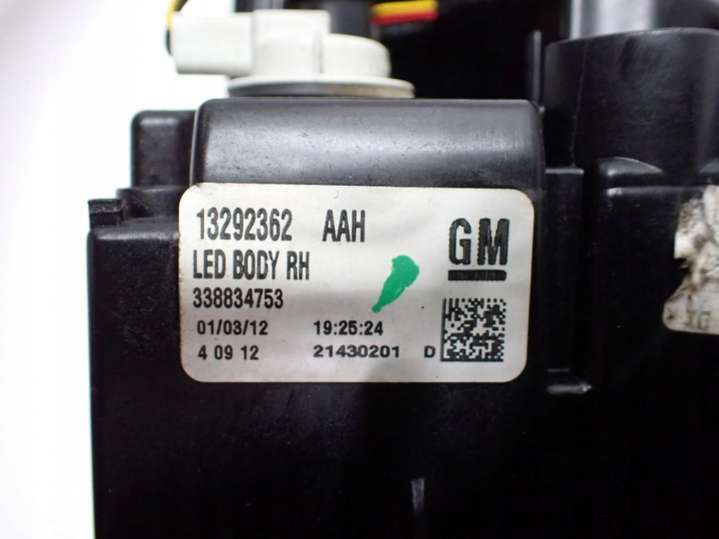 13292362 AAH GM
LED BODY RH
338834753
01/03/12 19:25:24
4 09 12 21430201 D